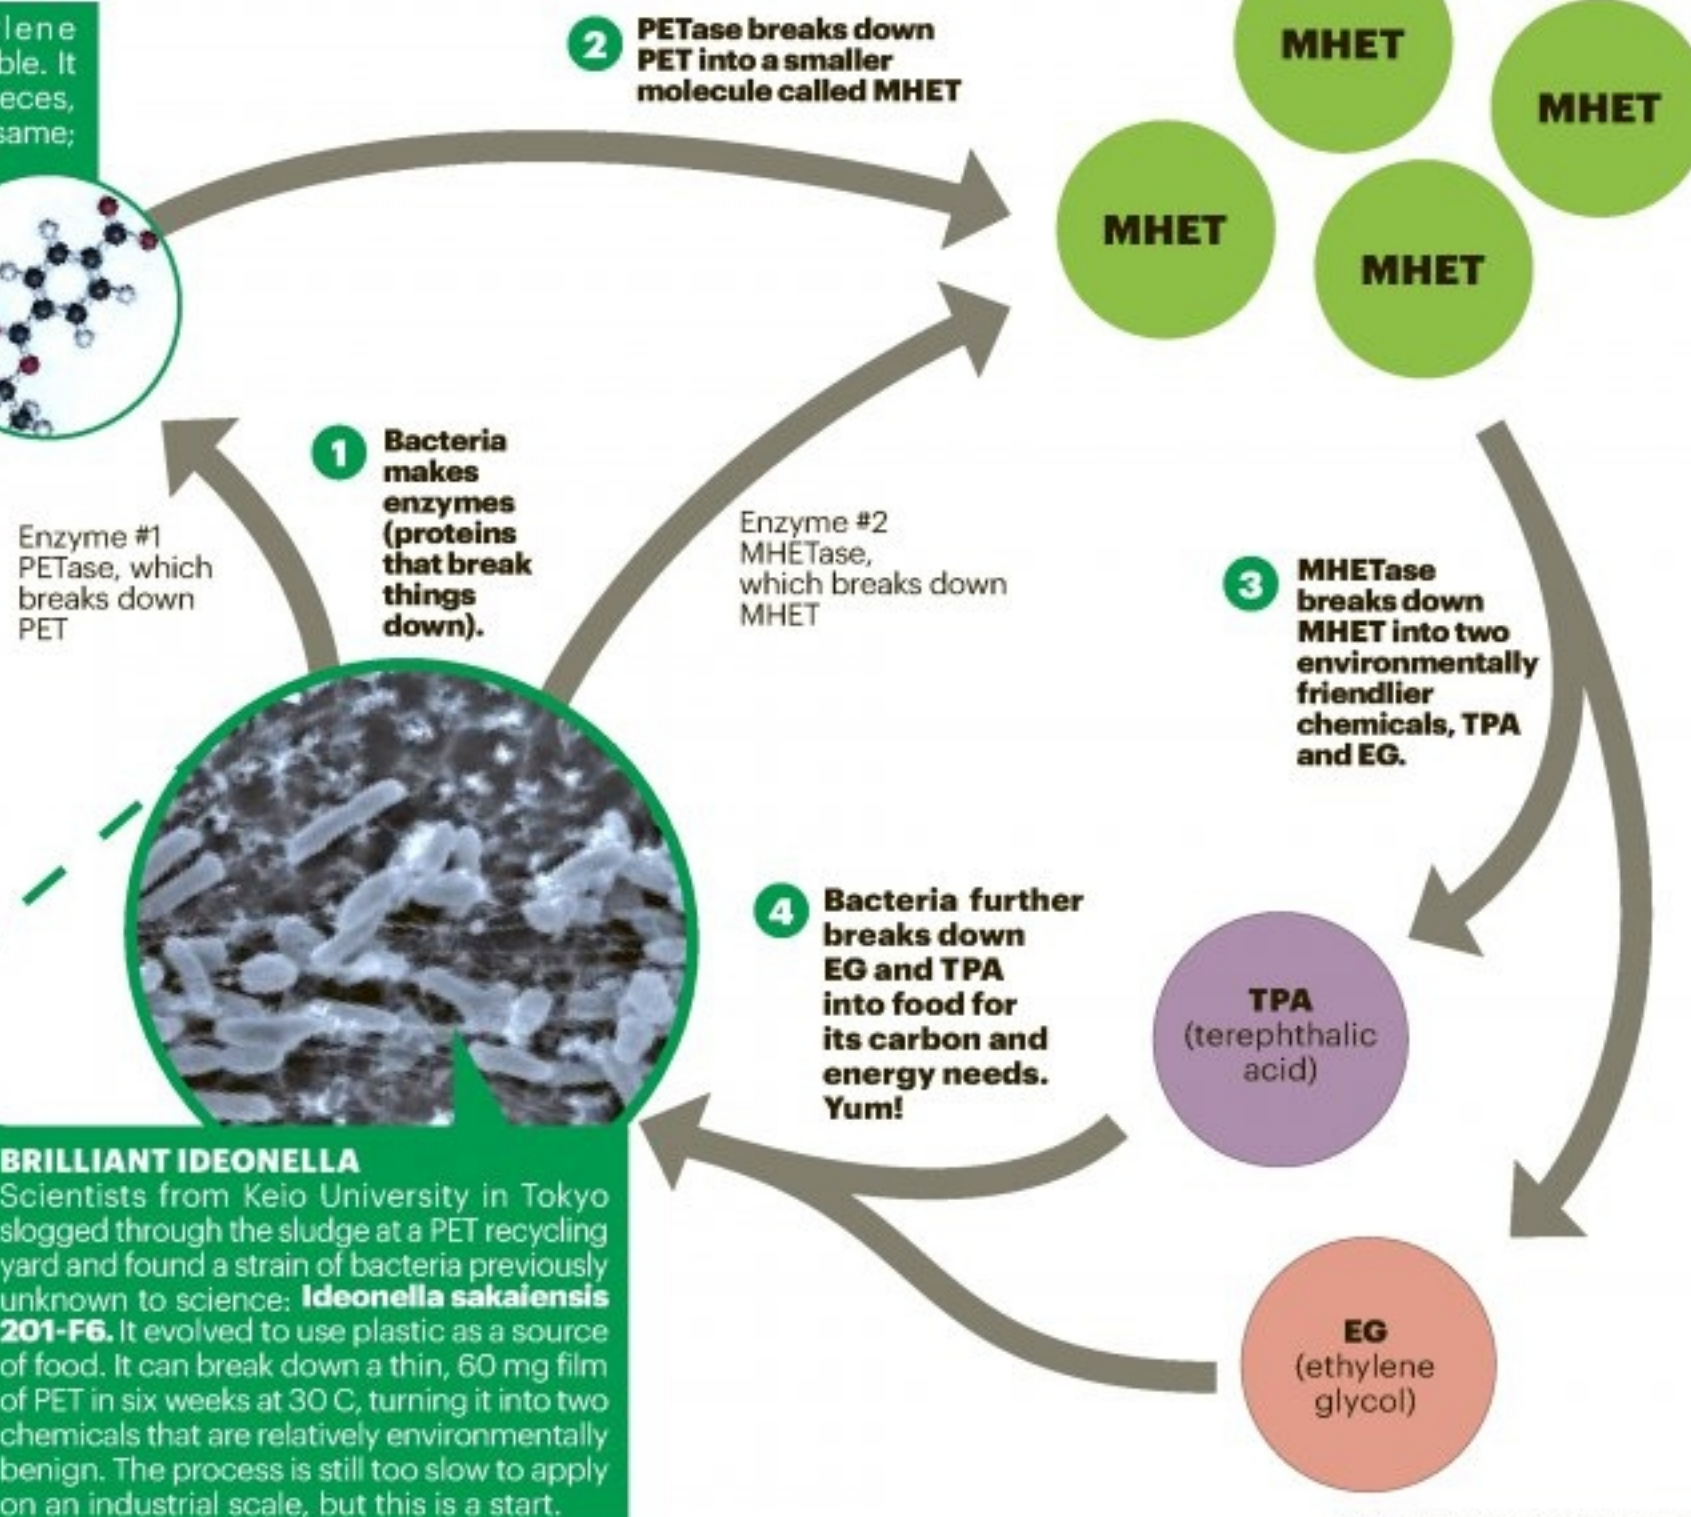 lene
ble. It
eces,
same;
2
PETase breaks down
PET into a smaller
molecule called MHET
MHET
MHET
MHET
MHET
1
Bacteria
makes
enzymes
(proteins
that break
things
down).
Enzyme #1
PETase, which
breaks down
PET
Enzyme #2
MHETase,
which breaks down
MHET
3
MHETase
breaks down
MHET into two
environmentally
friendlier
chemicals, TPA
and EG.
4
Bacteria further
breaks down
EG and TPA
into food for
its carbon and
energy needs.
Yum!
TPA
(terephthalic
acid)
EG
(ethylene
glycol)
BRILLIANT IDEONELLA
Scientists from Keio University in Tokyo
slogged through the sludge at a PET recycling
yard and found a strain of bacteria previously
unknown to science: Ideonella sakaiensis
201-F6. It evolved to use plastic as a source
of food. It can break down a thin, 60 mg film
of PET in six weeks at 30 C, turning it into two
chemicals that are relatively environmentally
benign. The process is still too slow to apply
on an industrial scale, but this is a start.